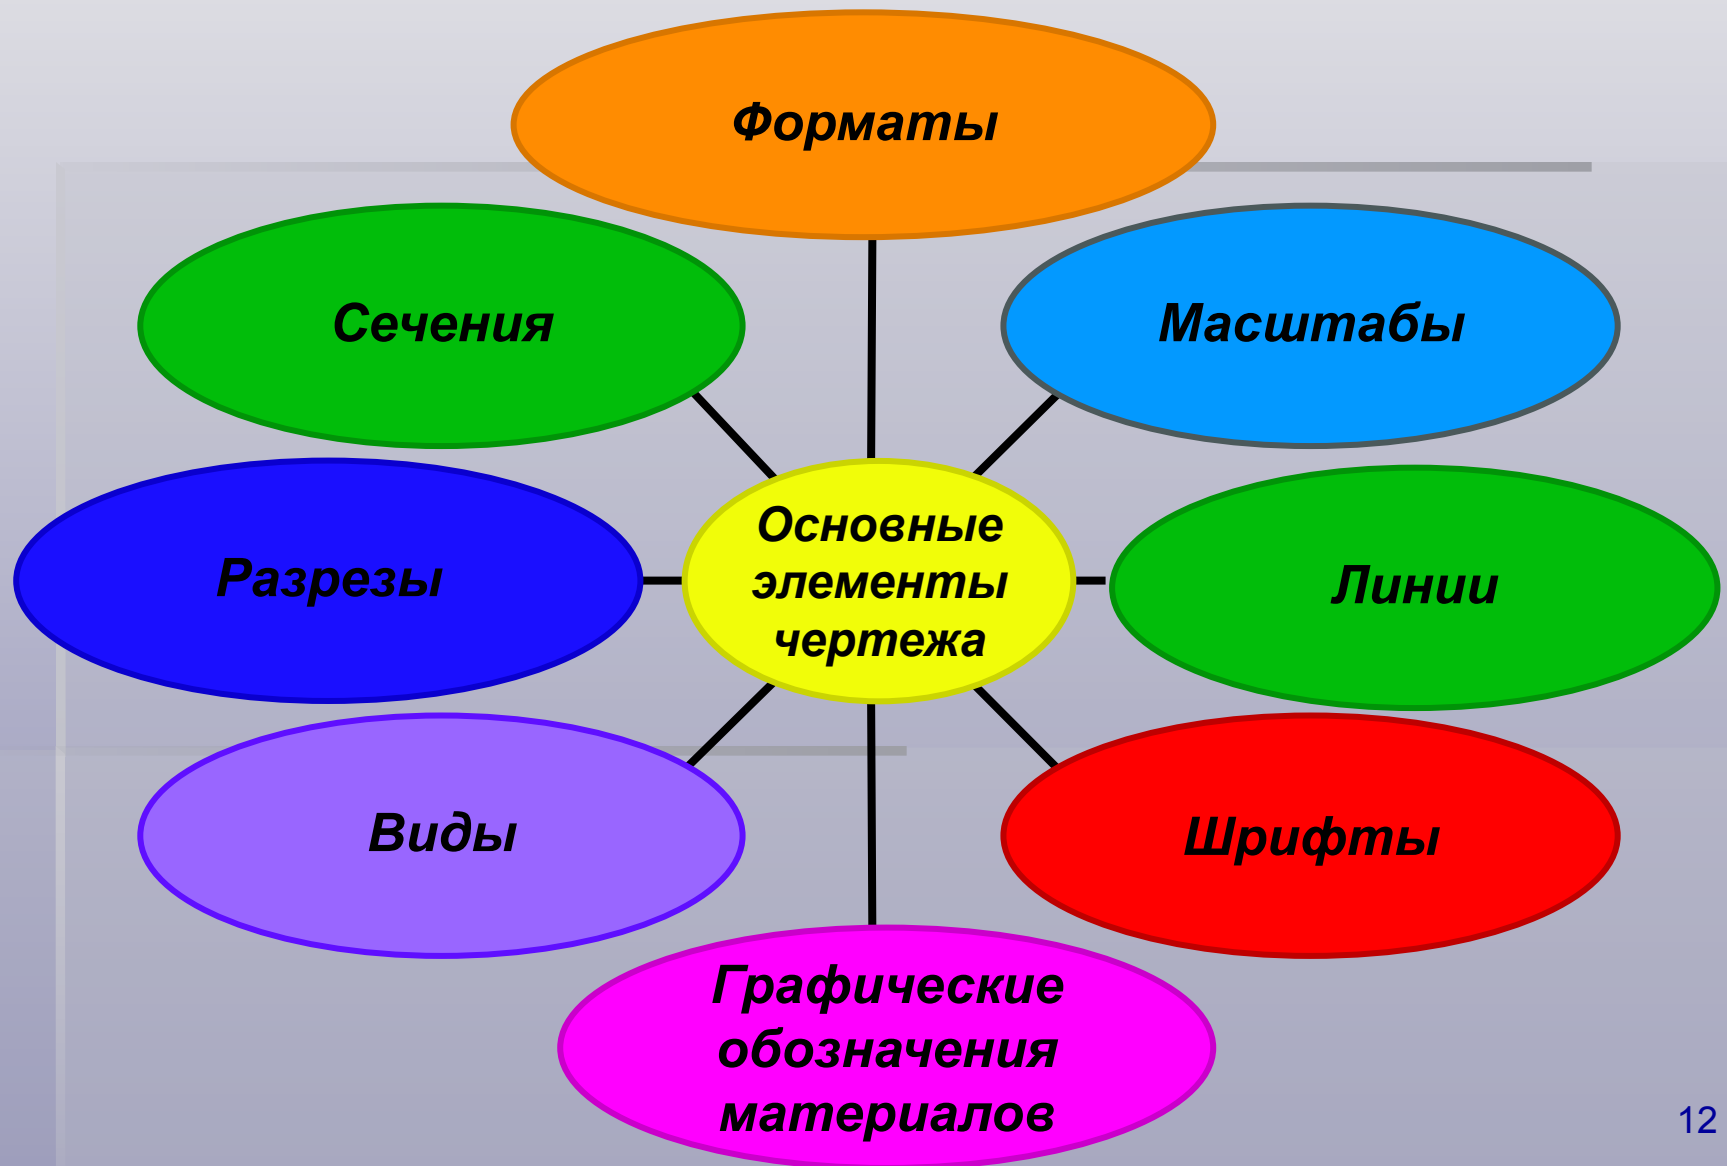 Форматы
Сечения
Масштабы
Разрезы
Основные
элементы
чертежа
Линии
Виды
Шрифты
Графические
обозначения
материалов
12